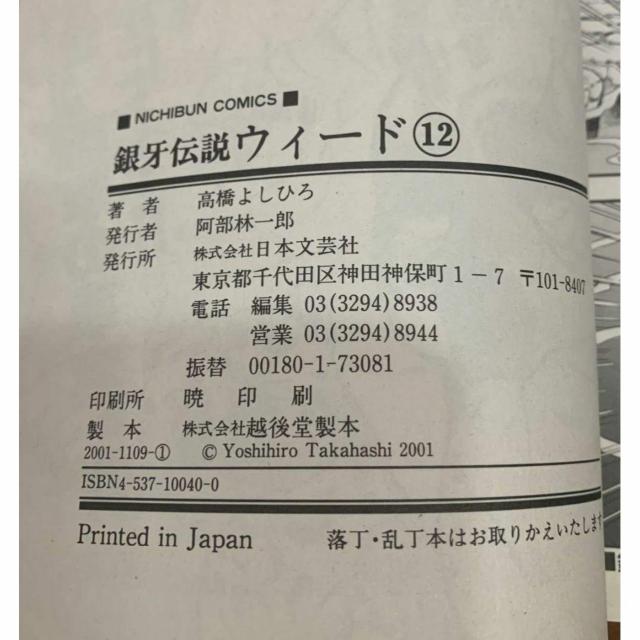 ■ NICHIBUN COMICS ■
銀牙伝説ウィード⑫
著者 高橋よしひろ
発行者 阿部林一郎
発行所 株式会社日本文芸社
東京都千代田区神田神保町1-7 〒101-8407
電話 編集 03(3294)8938
営業 03(3294)8944
振替 00180-1-73081
印刷所 暁印刷
製本 株式会社越後堂製本
2001-1109-① © Yoshihiro Takahashi 2001
ISBN4-537-10040-0
Printed in Japan 落丁・乱丁本はお取りかえいたします